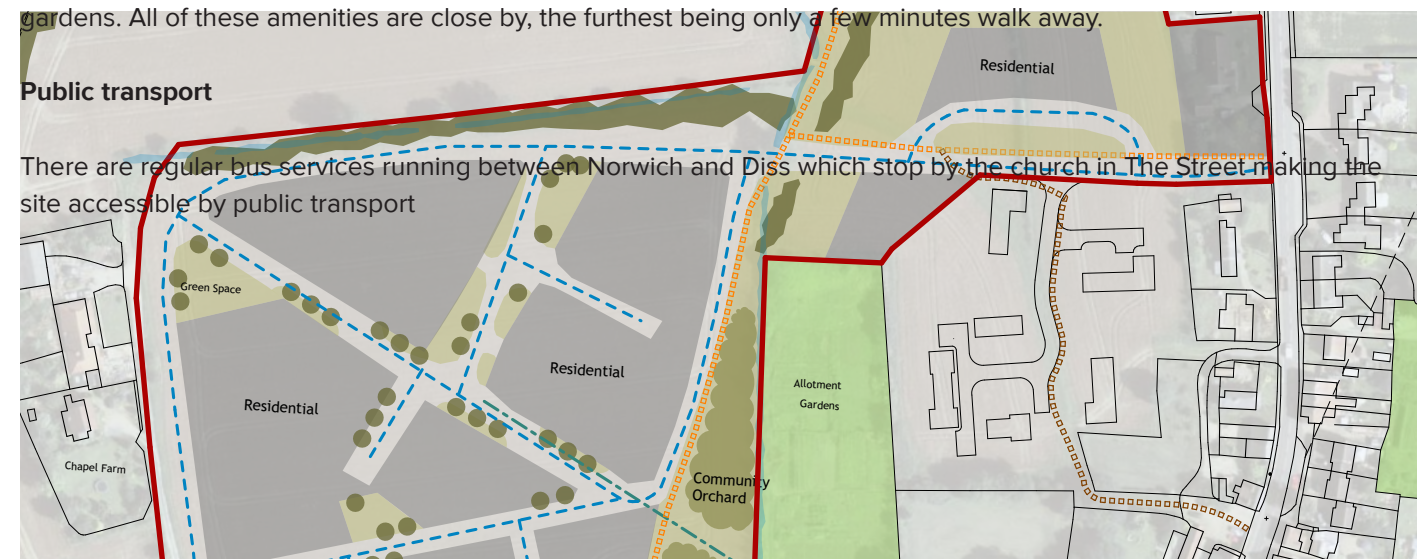 gardens. All of these amenities are close by, the furthest being only a few minutes walk away.
Residential
Public transport
There are regular bus services running between Norwich and Diss which stop by the church in The Street making the
site accessible by public transport
Green Space
Residential
Residential
Allotment
Gardens
Chapel Farm
Community
Orchard